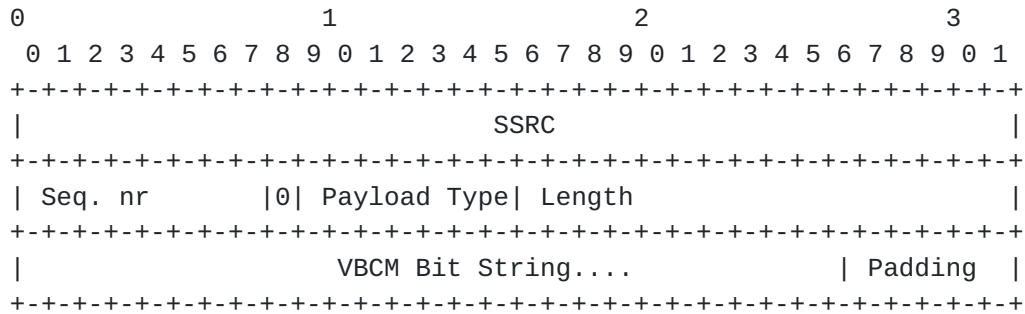 0                   1                   2                   3
 0 1 2 3 4 5 6 7 8 9 0 1 2 3 4 5 6 7 8 9 0 1 2 3 4 5 6 7 8 9 0 1
+-+-+-+-+-+-+-+-+-+-+-+-+-+-+-+-+-+-+-+-+-+-+-+-+-+-+-+-+-+-+-+-+
|                              SSRC                             |
+-+-+-+-+-+-+-+-+-+-+-+-+-+-+-+-+-+-+-+-+-+-+-+-+-+-+-+-+-+-+-+-+
| Seq. nr       |0| Payload Type| Length                        |
+-+-+-+-+-+-+-+-+-+-+-+-+-+-+-+-+-+-+-+-+-+-+-+-+-+-+-+-+-+-+-+-+
|                    VBCM Bit String....             |  Padding  |
+-+-+-+-+-+-+-+-+-+-+-+-+-+-+-+-+-+-+-+-+-+-+-+-+-+-+-+-+-+-+-+-+